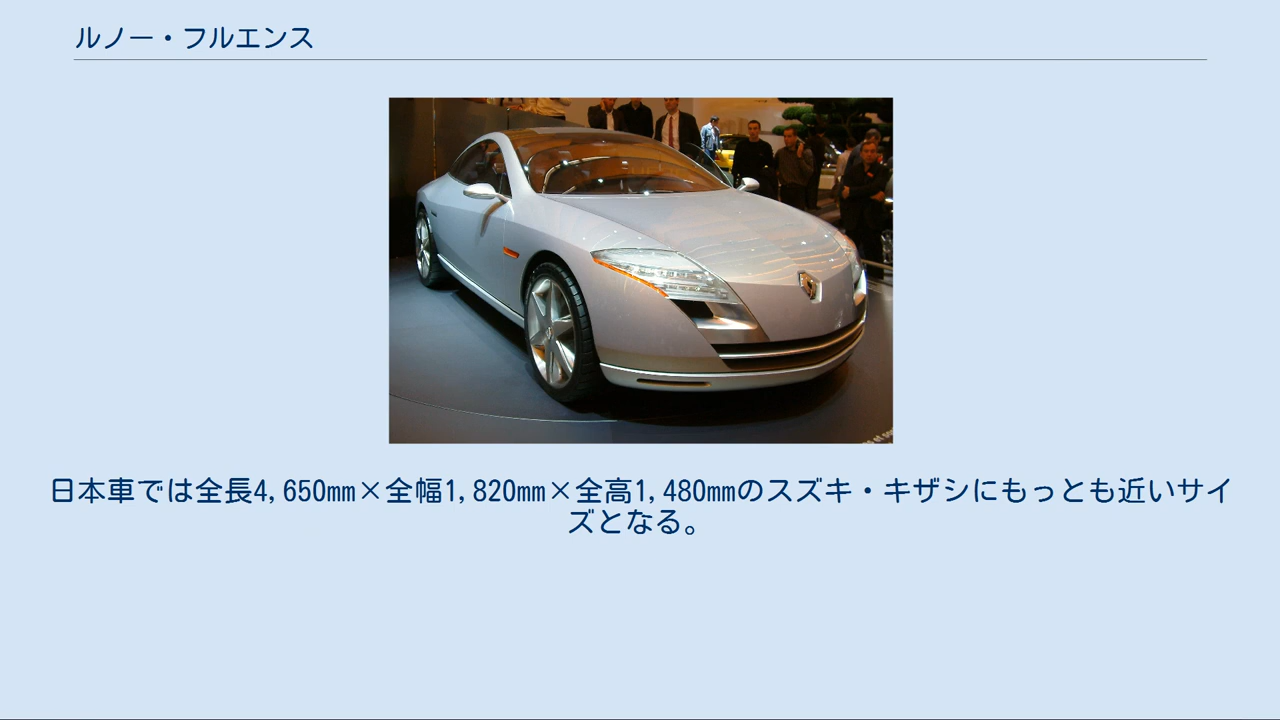 ルノー・フルエンス
日本車では全長4,650mm×全幅1,820mm×全高1,480mmのスズキ・キザシにもっとも近いサイ
ズとなる。